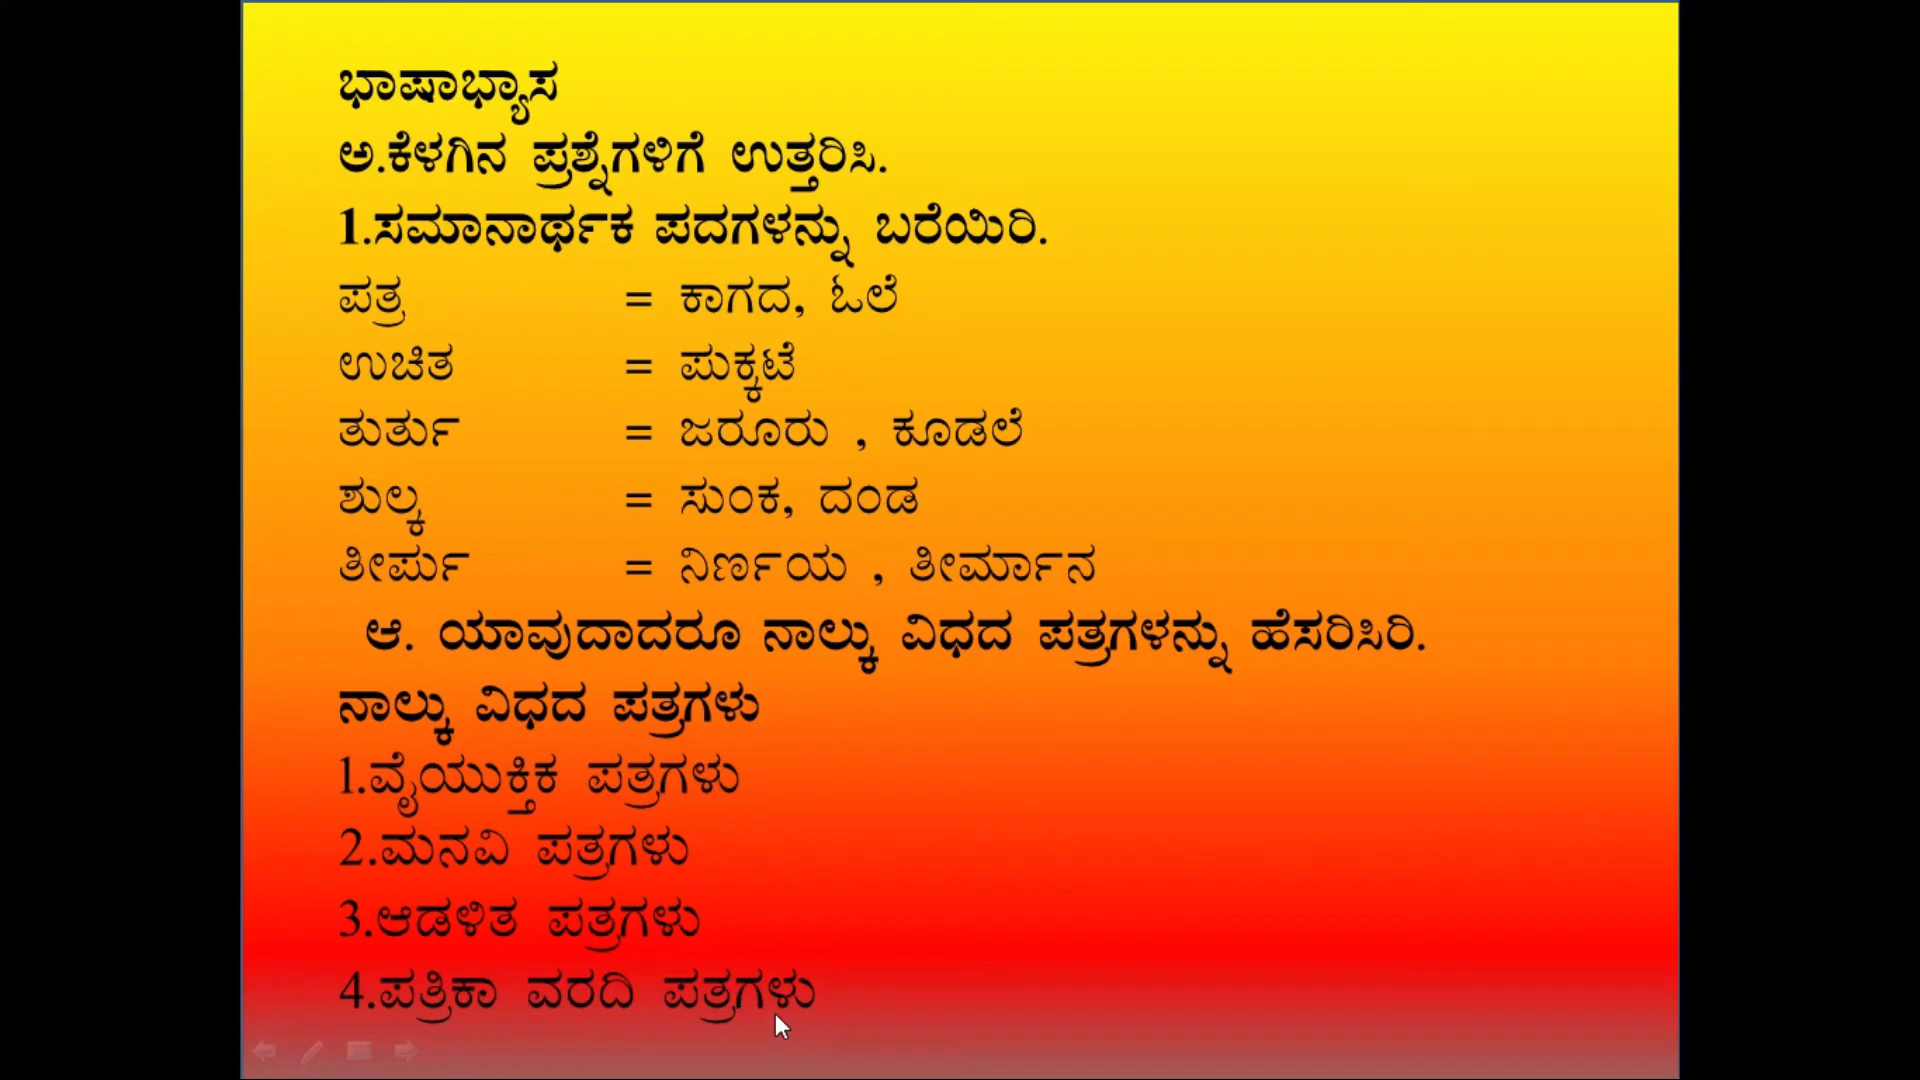 ಭಾಷಾಭ್ಯಾಸ
ಅ.ಕೆಳಗಿನ ಪ್ರಶ್ನೆಗಳಿಗೆ ಉತ್ತರಿಸಿ.
1.ಸಮಾನಾರ್ಥಕ ಪದಗಳನ್ನು ಬರೆಯಿರಿ.
ಪತ್ರ = ಕಾಗದ, ಓಲೆ
ಉಚಿತ = ಪುಕ್ಕಟೆ
ತುರ್ತು = ಜರೂರು , ಕೂಡಲೆ
ಶುಲ್ಕ = ಸುಂಕ, ದಂಡ
ತೀರ್ಪು = ನಿರ್ಣಯ , ತೀರ್ಮಾನ
ಆ. ಯಾವುದಾದರೂ ನಾಲ್ಕು ವಿಧದ ಪತ್ರಗಳನ್ನು ಹೆಸರಿಸಿರಿ.
ನಾಲ್ಕು ವಿಧದ ಪತ್ರಗಳು
1.ವೈಯುಕ್ತಿಕ ಪತ್ರಗಳು
2.ಮನವಿ ಪತ್ರಗಳು
3.ಆಡಳಿತ ಪತ್ರಗಳು
4.ಪತ್ರಿಕಾ ವರದಿ ಪತ್ರಗಳು